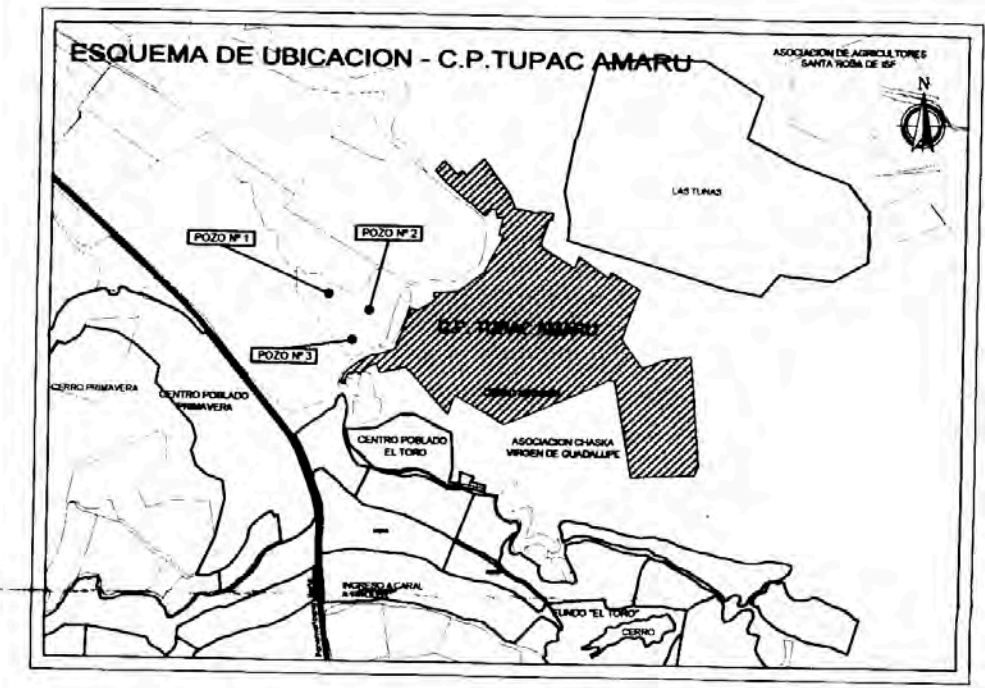 ESQUEMA DE UBICACION - C.P.TUPAC AMARU
ASOCIACION DE AGRICULTORES
SANTA ROSA DE
N
LAS TUNAS
POZO Nº 1
POZO Nº 2
C.P. TUPAC AMARU
POZO Nº 3
CERRO PRIMAVERA
CENTRO POBLADO
PRIMAVERA
CENTRO POBLADO
EL TORO
ASOCIACION CHASKA
VIRGEN DE GUADALUPE
INGRESO A CARAL
FUNDO "EL TORO"
CERRO